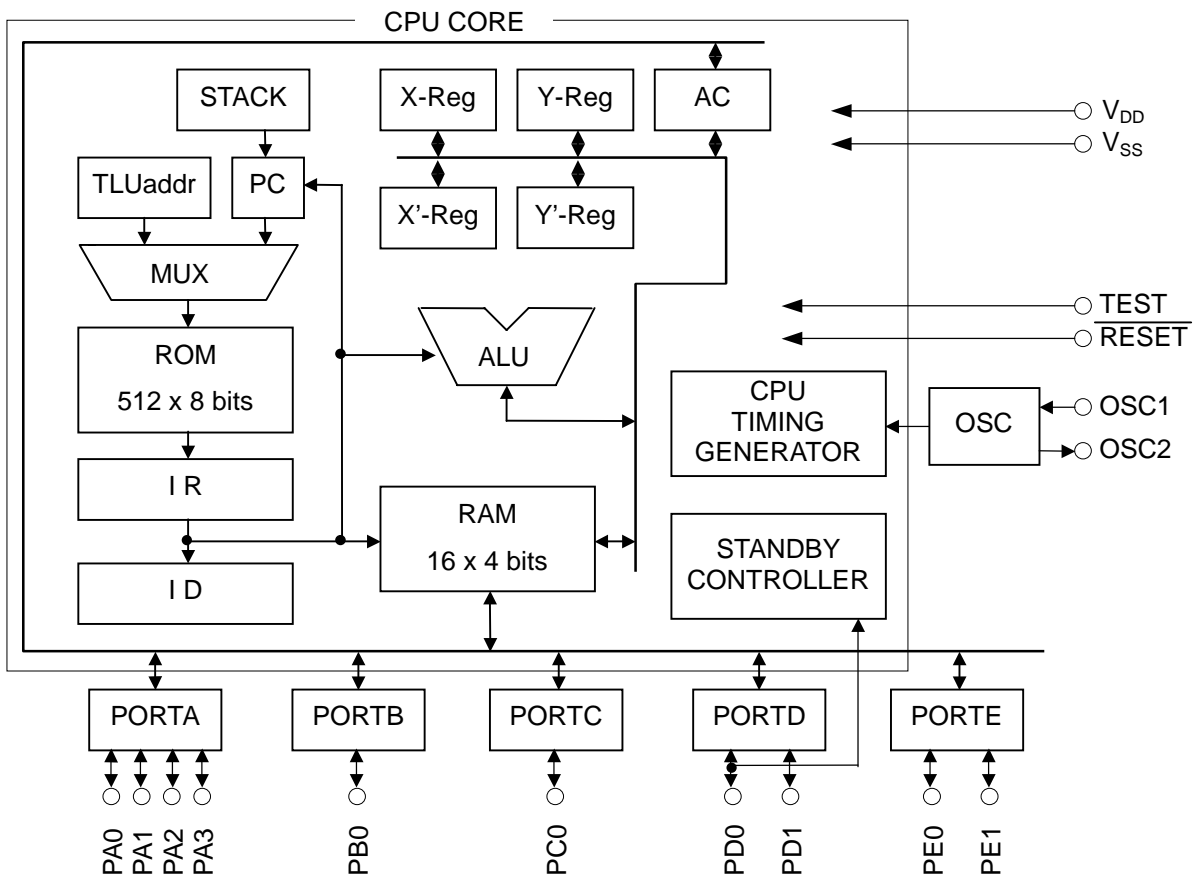 CPU CORE
STACK
X-Reg
Y-Reg
AC
V_DD
V_SS
TLUaddr
PC
X'-Reg
Y'-Reg
MUX
TEST
RESET
ROM
512 x 8 bits
ALU
CPU
TIMING
GENERATOR
OSC
OSC1
OSC2
I R
RAM
16 x 4 bits
STANDBY
CONTROLLER
I D
PORTA
PORTB
PORTC
PORTD
PORTE
PA0
PA1
PA2
PA3
PB0
PC0
PD0
PD1
PE0
PE1